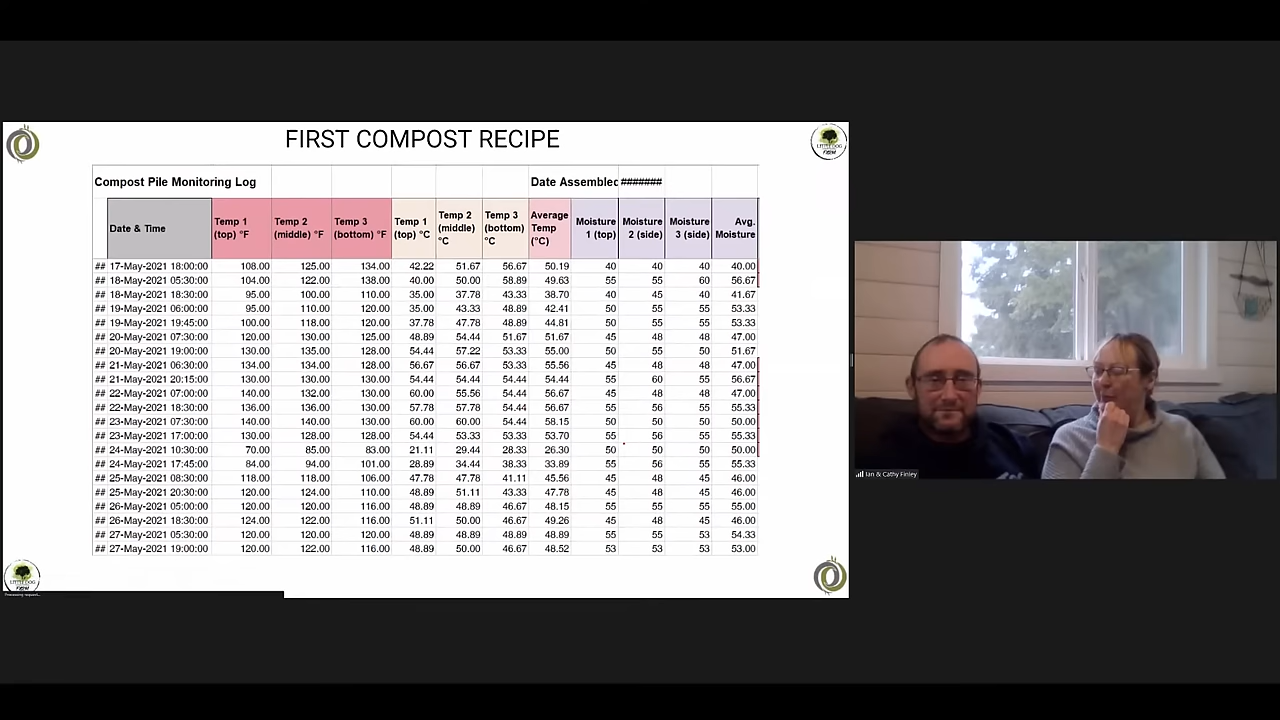 FIRST COMPOST RECIPE
Compost Pile Monitoring Log Date Assembled #######
Date & Time Temp 1 (top) °F Temp 2 (middle) °F Temp 3 (bottom) °F Temp 1 (top) °C Temp 2 (middle) °C Temp 3 (bottom) °C Average Temp (°C) Moisture 1 (top) Moisture 2 (side) Moisture 3 (side) Avg. Moisture
## 17-May-2021 18:00:00 108.00 125.00 134.00 42.22 51.67 56.67 50.19 40 40 40 40.00
## 18-May-2021 05:30:00 104.00 122.00 138.00 40.00 50.00 58.89 49.63 55 55 60 56.67
## 18-May-2021 18:30:00 95.00 100.00 110.00 35.00 37.78 43.33 38.70 40 45 40 41.67
## 19-May-2021 06:00:00 95.00 110.00 120.00 35.00 43.33 48.89 42.41 50 55 55 53.33
## 19-May-2021 19:45:00 100.00 118.00 120.00 37.78 47.78 48.89 44.81 50 55 55 53.33
## 20-May-2021 07:30:00 120.00 130.00 125.00 48.89 54.44 51.67 51.67 45 48 48 47.00
## 20-May-2021 19:00:00 130.00 135.00 128.00 54.44 57.22 53.33 55.00 50 55 50 51.67
## 21-May-2021 06:30:00 134.00 134.00 128.00 56.67 56.67 53.33 55.56 45 48 48 47.00
## 21-May-2021 20:15:00 130.00 130.00 130.00 54.44 54.44 54.44 54.44 55 60 55 56.67
## 22-May-2021 07:00:00 140.00 132.00 130.00 60.00 55.56 54.44 56.67 45 48 48 47.00
## 22-May-2021 18:30:00 136.00 136.00 130.00 57.78 57.78 54.44 56.67 55 56 55 55.33
## 23-May-2021 07:30:00 140.00 140.00 130.00 60.00 60.00 54.44 58.15 50 50 50 50.00
## 23-May-2021 17:00:00 130.00 128.00 128.00 54.44 53.33 53.33 53.70 55 56 55 55.33
## 24-May-2021 10:30:00 70.00 85.00 83.00 21.11 29.44 28.33 26.30 50 50 50 50.00
## 24-May-2021 17:45:00 84.00 94.00 101.00 28.89 34.44 38.33 33.89 55 56 55 55.33
## 25-May-2021 08:30:00 118.00 118.00 106.00 47.78 47.78 41.11 45.56 45 48 45 46.00
## 25-May-2021 20:30:00 120.00 124.00 110.00 48.89 51.11 43.33 47.78 45 48 45 46.00
## 26-May-2021 05:00:00 120.00 120.00 116.00 48.89 48.89 46.67 48.15 55 55 55 55.00
## 26-May-2021 18:30:00 124.00 122.00 116.00 51.11 50.00 46.67 49.26 45 48 45 46.00
## 27-May-2021 05:30:00 120.00 120.00 120.00 48.89 48.89 48.89 48.89 55 55 53 54.33
## 27-May-2021 19:00:00 120.00 122.00 116.00 48.89 50.00 46.67 48.52 53 53 53 53.00
Ian & Cathy Finley